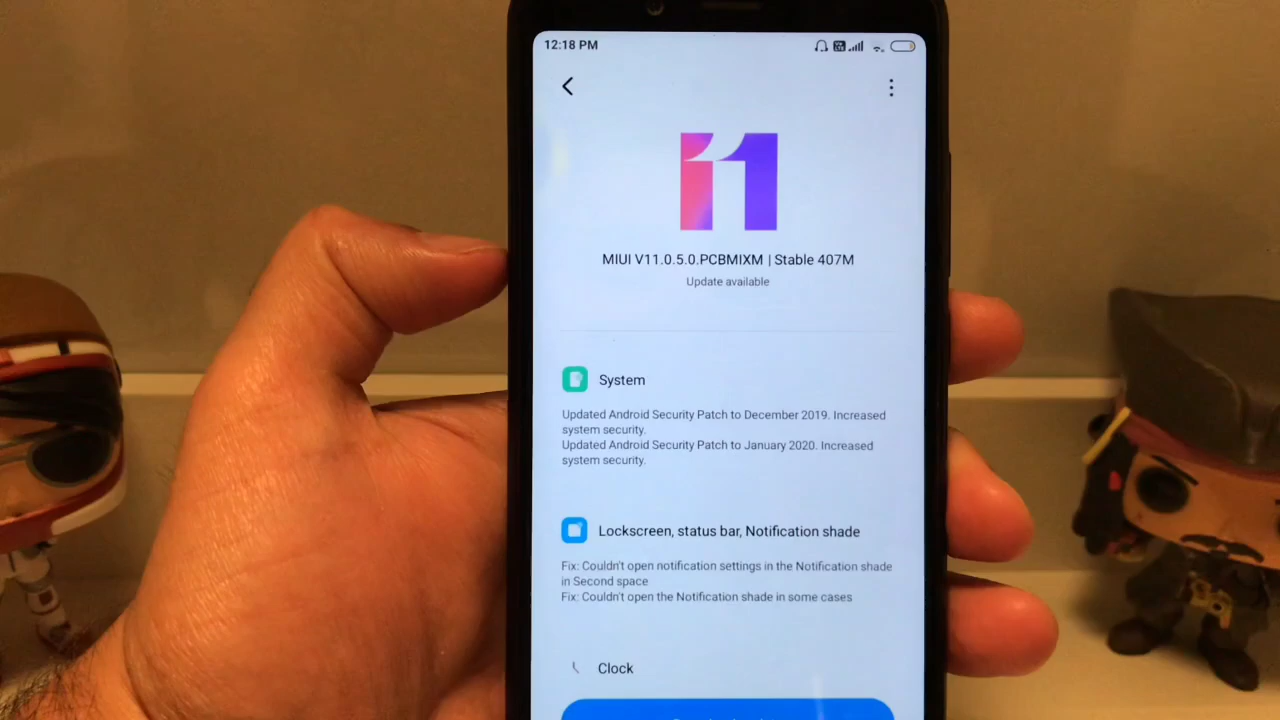 12:18 PM
11
MIUI V11.0.5.0.PCBMIXM | Stable 407M
Update available
System
Updated Android Security Patch to December 2019. Increased
system security.
Updated Android Security Patch to January 2020. Increased
system security.
Lockscreen, status bar, Notification shade
Fix: Couldn't open notification settings in the Notification shade
in Second space
Fix: Couldn't open the Notification shade in some cases
Clock